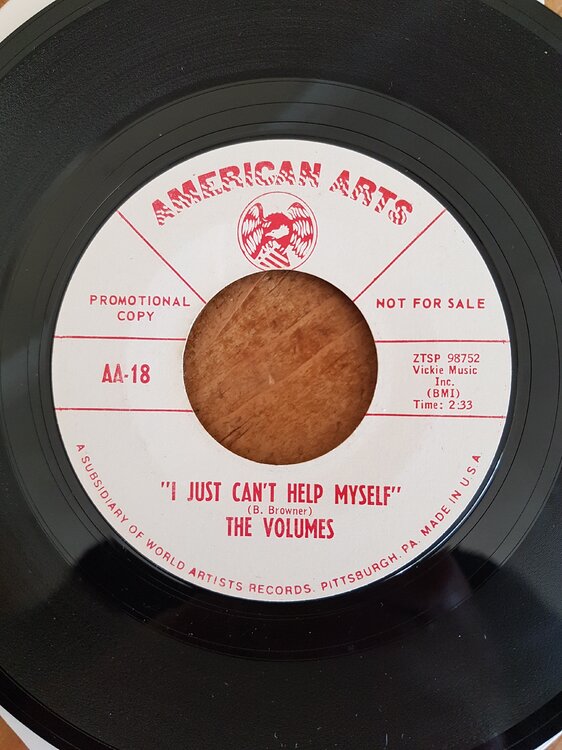 AMERICAN ARTS
PROMOTIONAL
COPY
NOT FOR SALE
AA-18
ZTSP 98752
Vickie Music
Inc.
(BMI)
Time: 2:33
"I JUST CAN'T HELP MYSELF"
(B. Browner)
THE VOLUMES
A SUBSIDIARY OF WORLD ARTISTS RECORDS. PITTSBURGH, PA. MADE IN U.S.A.